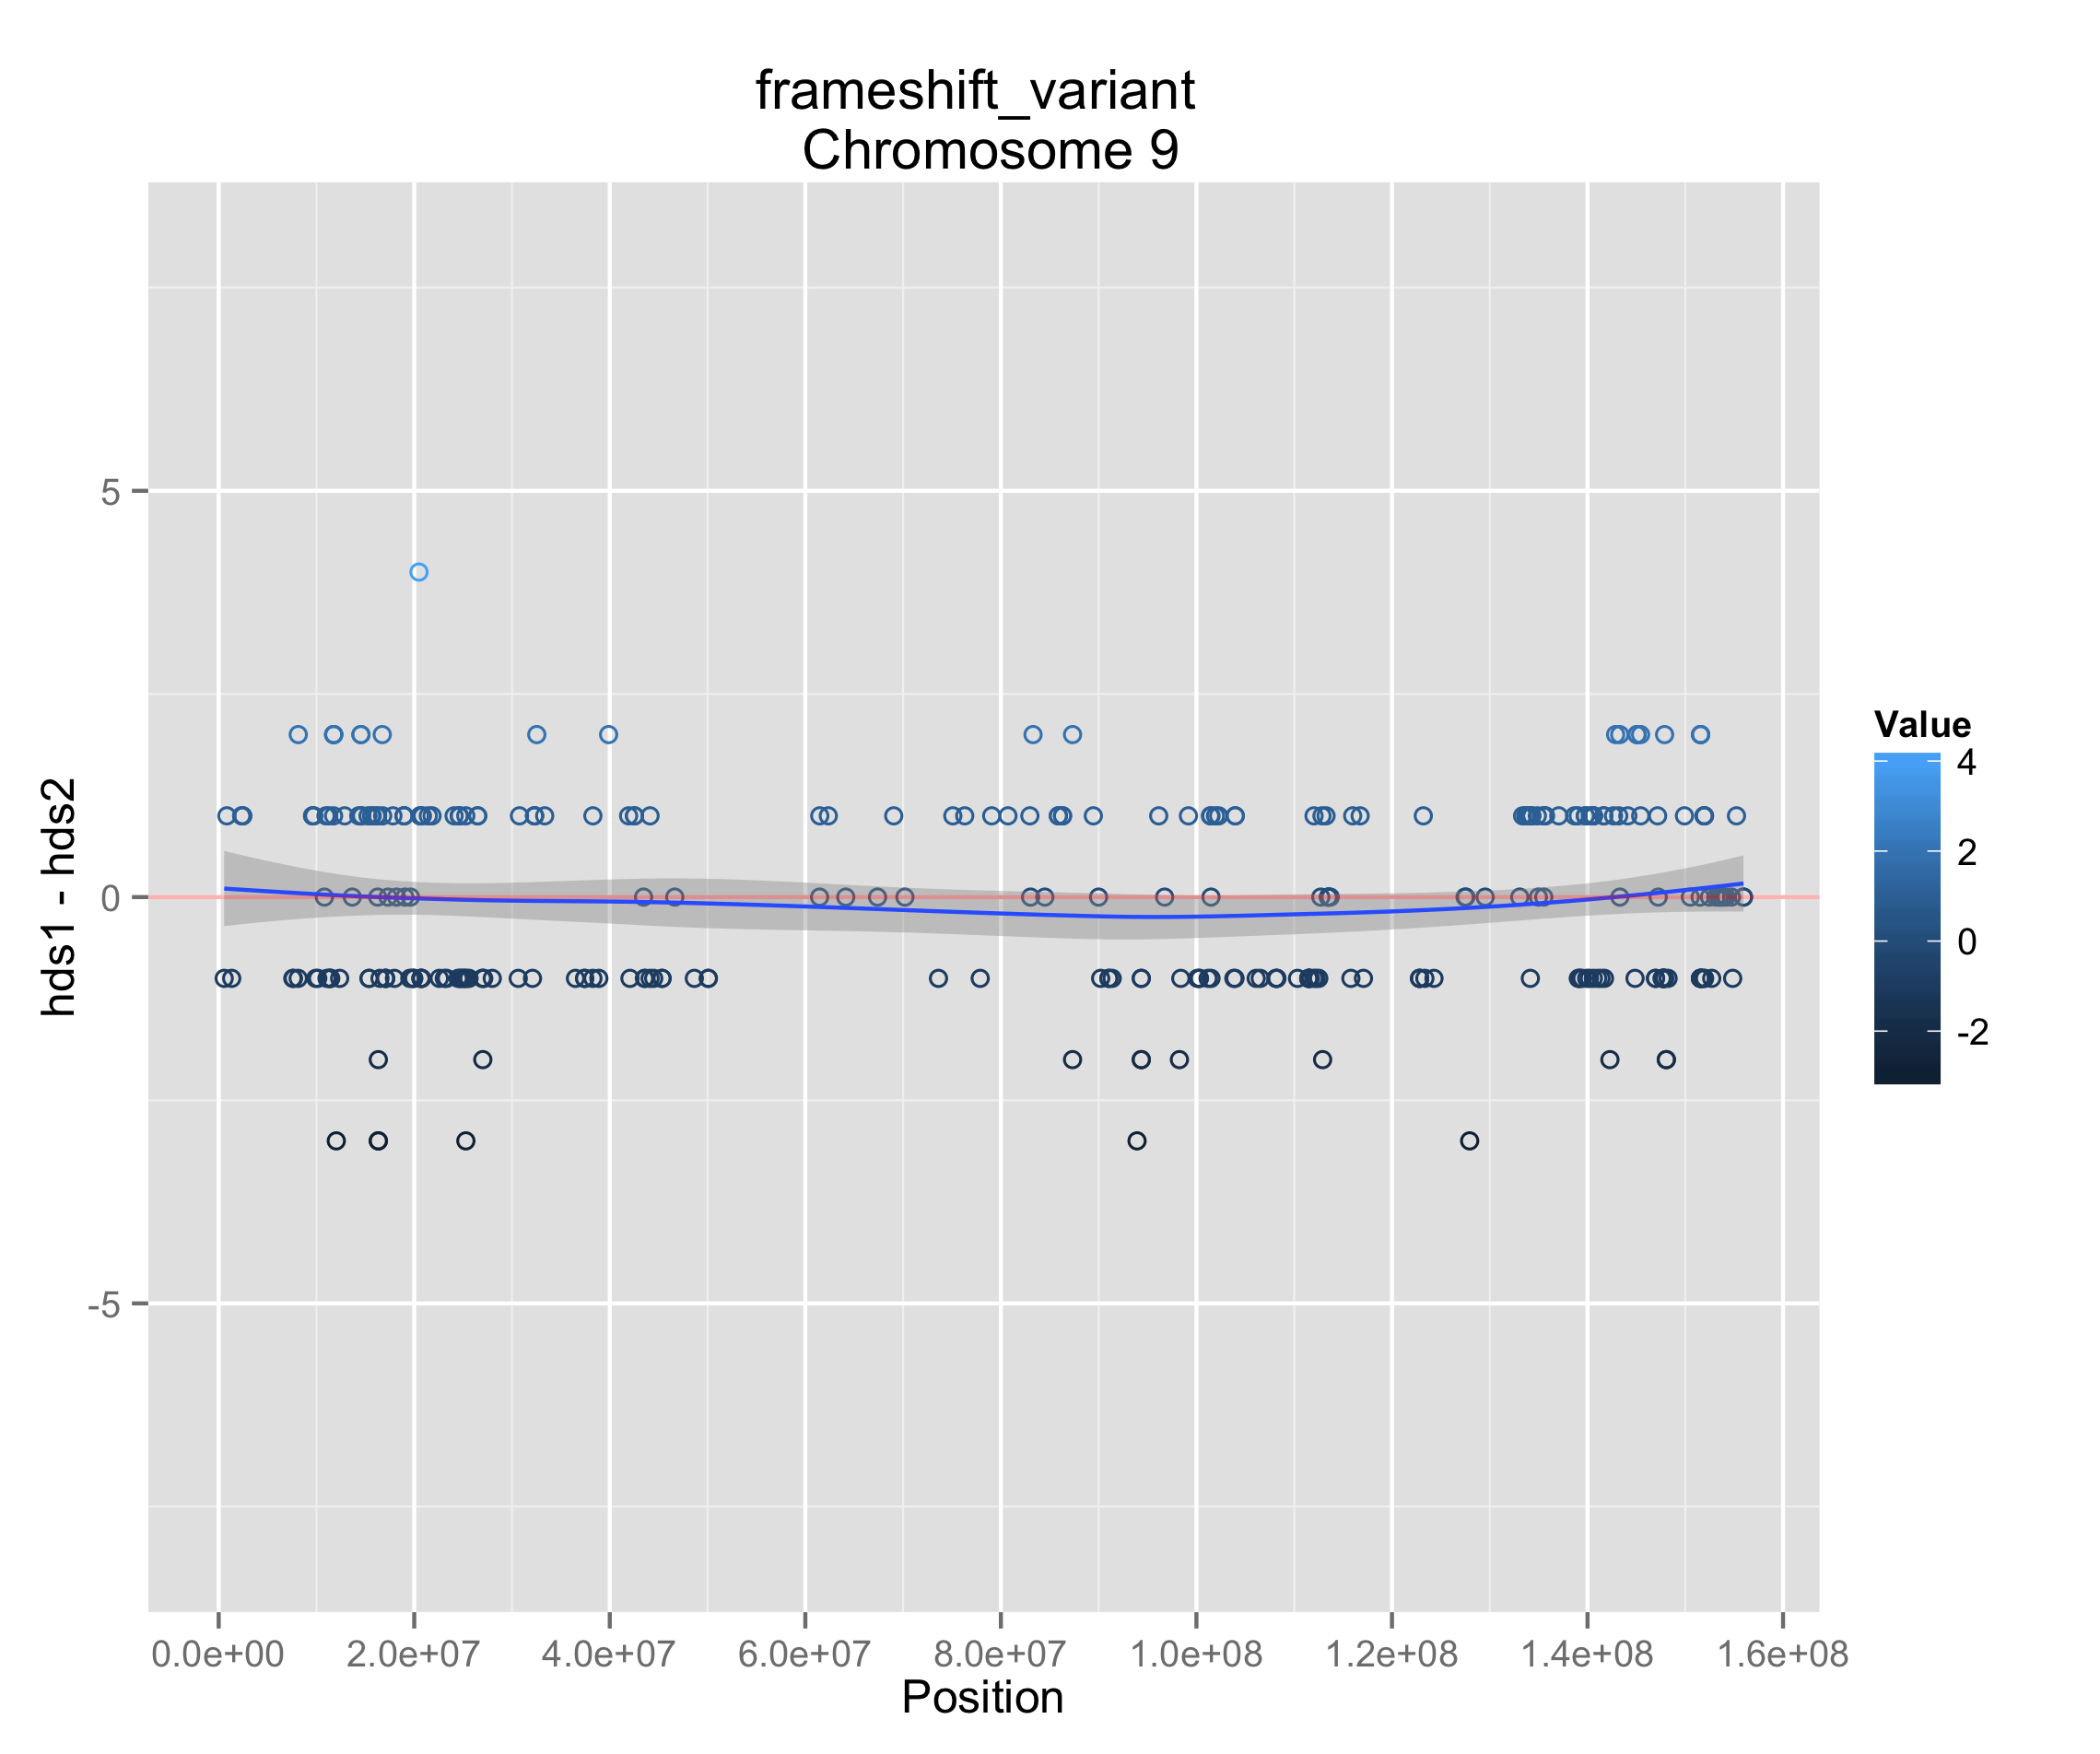 frameshift_variant
Chromosome 9
hds1 - hds2
5
0
-5
0.0e+00 2.0e+07 4.0e+07 6.0e+07 8.0e+07 1.0e+08 1.2e+08 1.4e+08 1.6e+08
Position
Value
4
2
0
-2